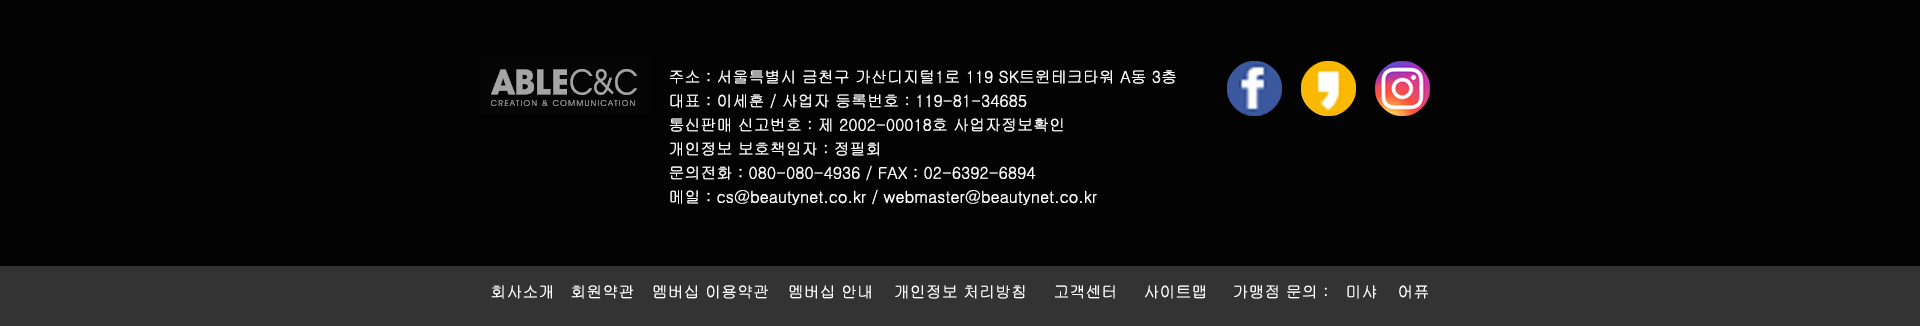 ABLEC&C
CREATION & COMMUNICATION
주소 : 서울특별시 금천구 가산디지털1로 119 SK트윈테크타워 A동 3층
대표 : 이세훈 / 사업자 등록번호 : 119-81-34685
통신판매 신고번호 : 제 2002-00018호 사업자정보확인
개인정보 보호책임자 : 정필회
문의전화 : 080-080-4936 / FAX : 02-6392-6894
메일 : cs@beautynet.co.kr / webmaster@beautynet.co.kr
회사소개 회원약관 멤버십 이용약관 멤버십 안내 개인정보 처리방침 고객센터 사이트맵 가맹점 문의 : 미샤 어퓨